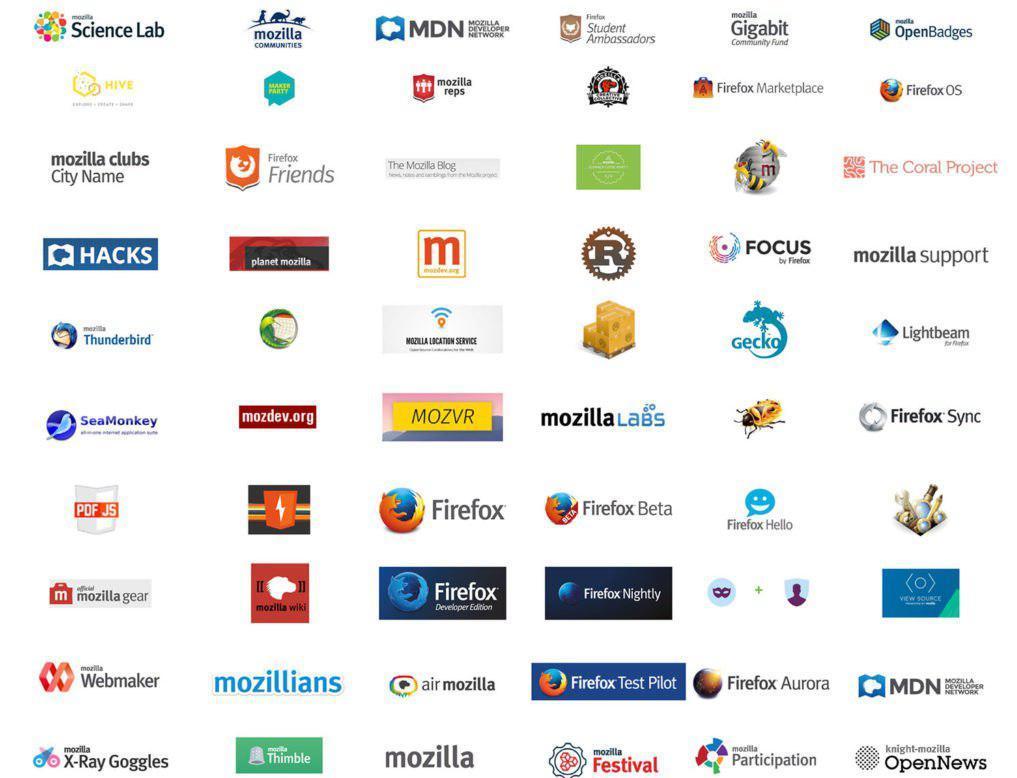 mozilla
Science Lab
mozilla
COMMUNITIES
MDN MOZILLA
DEVELOPER
NETWORK
Firefox
Student
Ambassadors
mozilla
Gigabit
Community Fund
mozilla
OpenBadges
HIVE
EXPLORE + CREATE + SHARE
MAKER
PARTY
mozilla
reps
MOZILLA
CREATIVE
COLLECTIVE
Firefox Marketplace
Firefox OS
mozilla clubs
City Name
Firefox
Friends
The Mozilla Blog
News, notes and ramblings from the Mozilla project
m
The Coral Project
HACKS
planet mozilla
m
mozdev.org
R
FOCUS
by Firefox
mozilla support
mozilla
Thunderbird
MOZILLA LOCATION SERVICE
gecko
Lightbeam
for Firefox
SeaMonkey
all-in-one internet application suite
mozdev.org
MOZVR
mozilla LABS
Firefox Sync
PDF JS
Firefox
BETA
Firefox Beta
Firefox Hello
m
official
mozilla gear
[[ ]]
mozilla wiki
Firefox
Developer Edition
Firefox Nightly
+
VIEW SOURCE
mozilla
Webmaker
mozillians
air mozilla
Firefox Test Pilot
Firefox Aurora
MDN MOZILLA
DEVELOPER
NETWORK
mozilla
X-Ray Goggles
mozilla
Thimble
mozilla
mozilla
Festival
mozilla
Participation
knight-mozilla
OpenNews